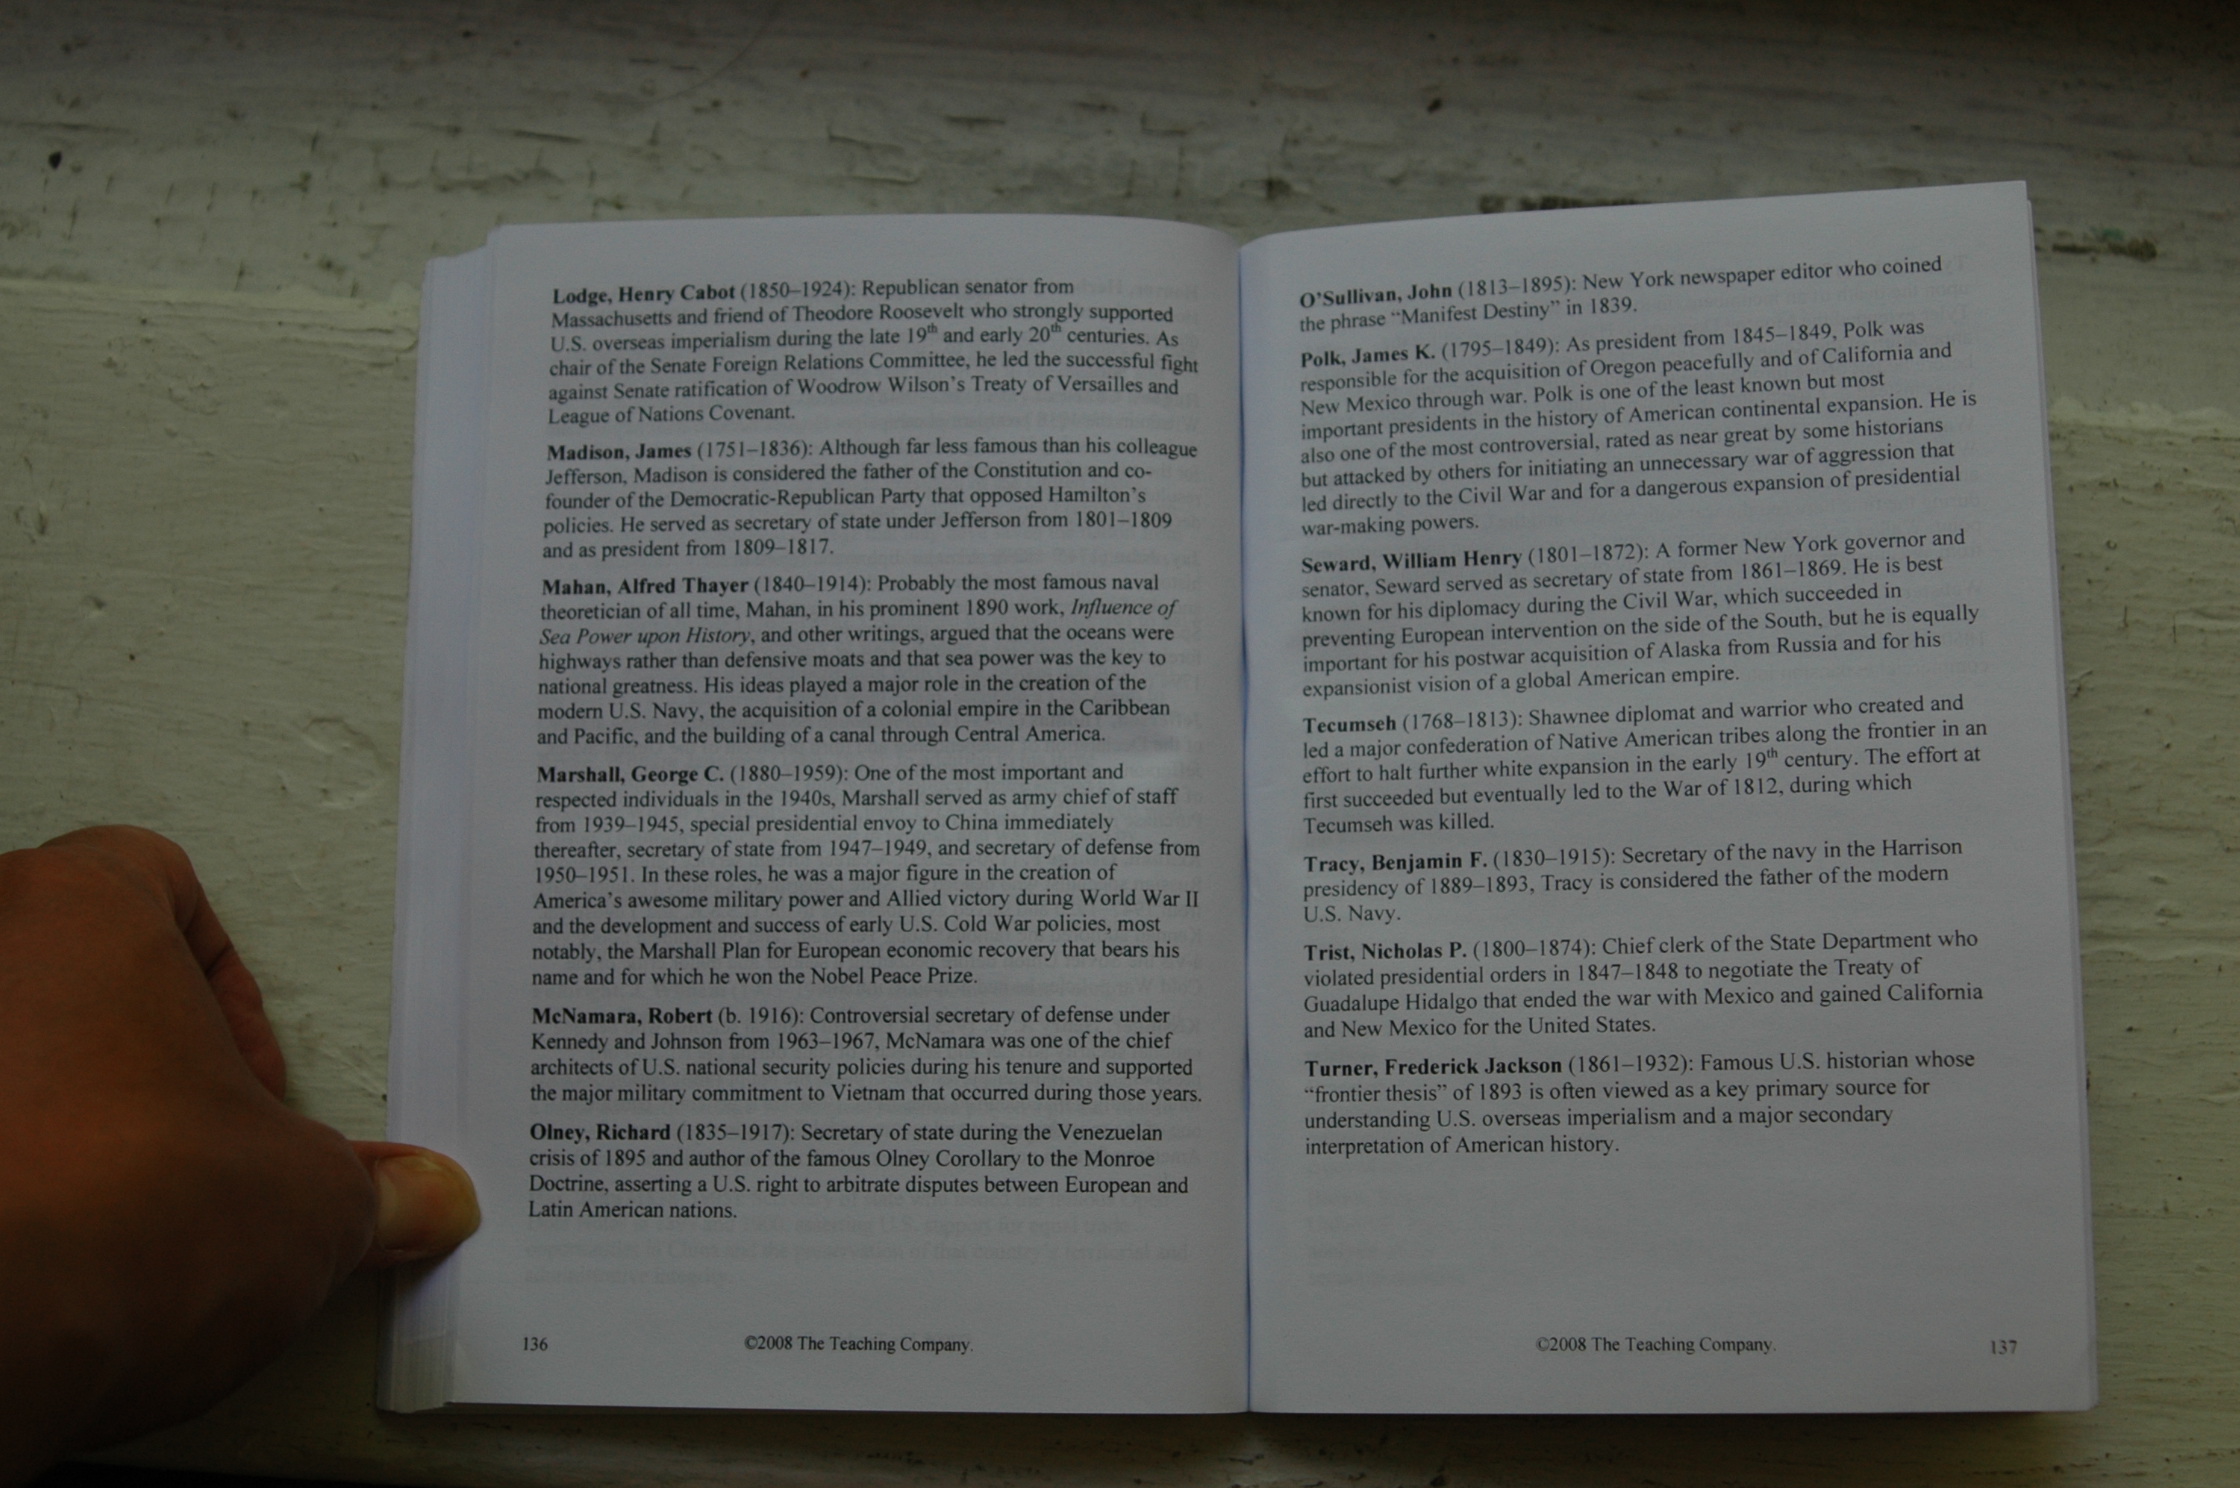 Lodge, Henry Cabot (1850–1924): Republican senator from
Massachusetts and friend of Theodore Roosevelt who strongly supported
U.S. overseas imperialism during the late 19th and early 20th centuries. As
chair of the Senate Foreign Relations Committee, he led the successful fight
against Senate ratification of Woodrow Wilson's Treaty of Versailles and
League of Nations Covenant.
Madison, James (1751–1836): Although far less famous than his colleague
Jefferson, Madison is considered the father of the Constitution and co-
founder of the Democratic-Republican Party that opposed Hamilton's
policies. He served as secretary of state under Jefferson from 1801–1809
and as president from 1809–1817.
Mahan, Alfred Thayer (1840–1914): Probably the most famous naval
theoretician of all time, Mahan, in his prominent 1890 work, Influence of
Sea Power upon History, and other writings, argued that the oceans were
highways rather than defensive moats and that sea power was the key to
national greatness. His ideas played a major role in the creation of the
modern U.S. Navy, the acquisition of a colonial empire in the Caribbean
and Pacific, and the building of a canal through Central America.
Marshall, George C. (1880–1959): One of the most important and
respected individuals in the 1940s, Marshall served as army chief of staff
from 1939–1945, special presidential envoy to China immediately
thereafter, secretary of state from 1947–1949, and secretary of defense from
1950–1951. In these roles, he was a major figure in the creation of
America's awesome military power and Allied victory during World War II
and the development and success of early U.S. Cold War policies, most
notably, the Marshall Plan for European economic recovery that bears his
name and for which he won the Nobel Peace Prize.
McNamara, Robert (b. 1916): Controversial secretary of defense under
Kennedy and Johnson from 1963–1967, McNamara was one of the chief
architects of U.S. national security policies during his tenure and supported
the major military commitment to Vietnam that occurred during those years.
Olney, Richard (1835–1917): Secretary of state during the Venezuelan
crisis of 1895 and author of the famous Olney Corollary to the Monroe
Doctrine, asserting a U.S. right to arbitrate disputes between European and
Latin American nations.
136 ©2008 The Teaching Company.
O'Sullivan, John (1813–1895): New York newspaper editor who coined
the phrase "Manifest Destiny" in 1839.
Polk, James K. (1795–1849): As president from 1845–1849, Polk was
responsible for the acquisition of Oregon peacefully and of California and
New Mexico through war. Polk is one of the least known but most
important presidents in the history of American continental expansion. He is
also one of the most controversial, rated as near great by some historians
but attacked by others for initiating an unnecessary war of aggression that
led directly to the Civil War and for a dangerous expansion of presidential
war-making powers.
Seward, William Henry (1801–1872): A former New York governor and
senator, Seward served as secretary of state from 1861–1869. He is best
known for his diplomacy during the Civil War, which succeeded in
preventing European intervention on the side of the South, but he is equally
important for his postwar acquisition of Alaska from Russia and for his
expansionist vision of a global American empire.
Tecumseh (1768–1813): Shawnee diplomat and warrior who created and
led a major confederation of Native American tribes along the frontier in an
effort to halt further white expansion in the early 19th century. The effort at
first succeeded but eventually led to the War of 1812, during which
Tecumseh was killed.
Tracy, Benjamin F. (1830–1915): Secretary of the navy in the Harrison
presidency of 1889–1893, Tracy is considered the father of the modern
U.S. Navy.
Trist, Nicholas P. (1800–1874): Chief clerk of the State Department who
violated presidential orders in 1847–1848 to negotiate the Treaty of
Guadalupe Hidalgo that ended the war with Mexico and gained California
and New Mexico for the United States.
Turner, Frederick Jackson (1861–1932): Famous U.S. historian whose
"frontier thesis" of 1893 is often viewed as a key primary source for
understanding U.S. overseas imperialism and a major secondary
interpretation of American history.
©2008 The Teaching Company. 137